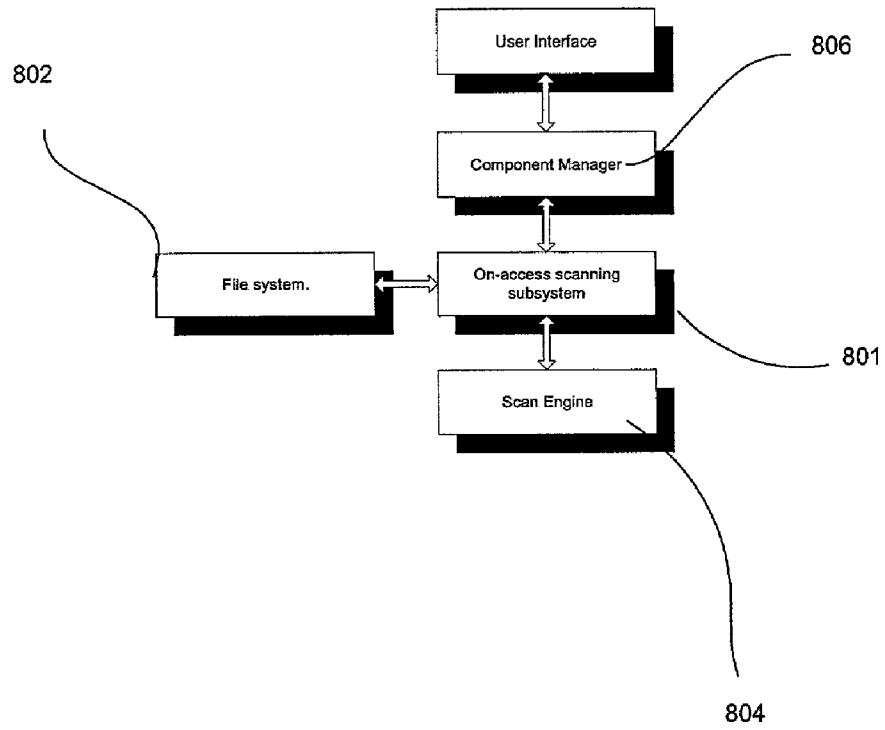 User Interface
806
802
Component Manager
File system.
On-access scanning
subsystem
801
Scan Engine
804